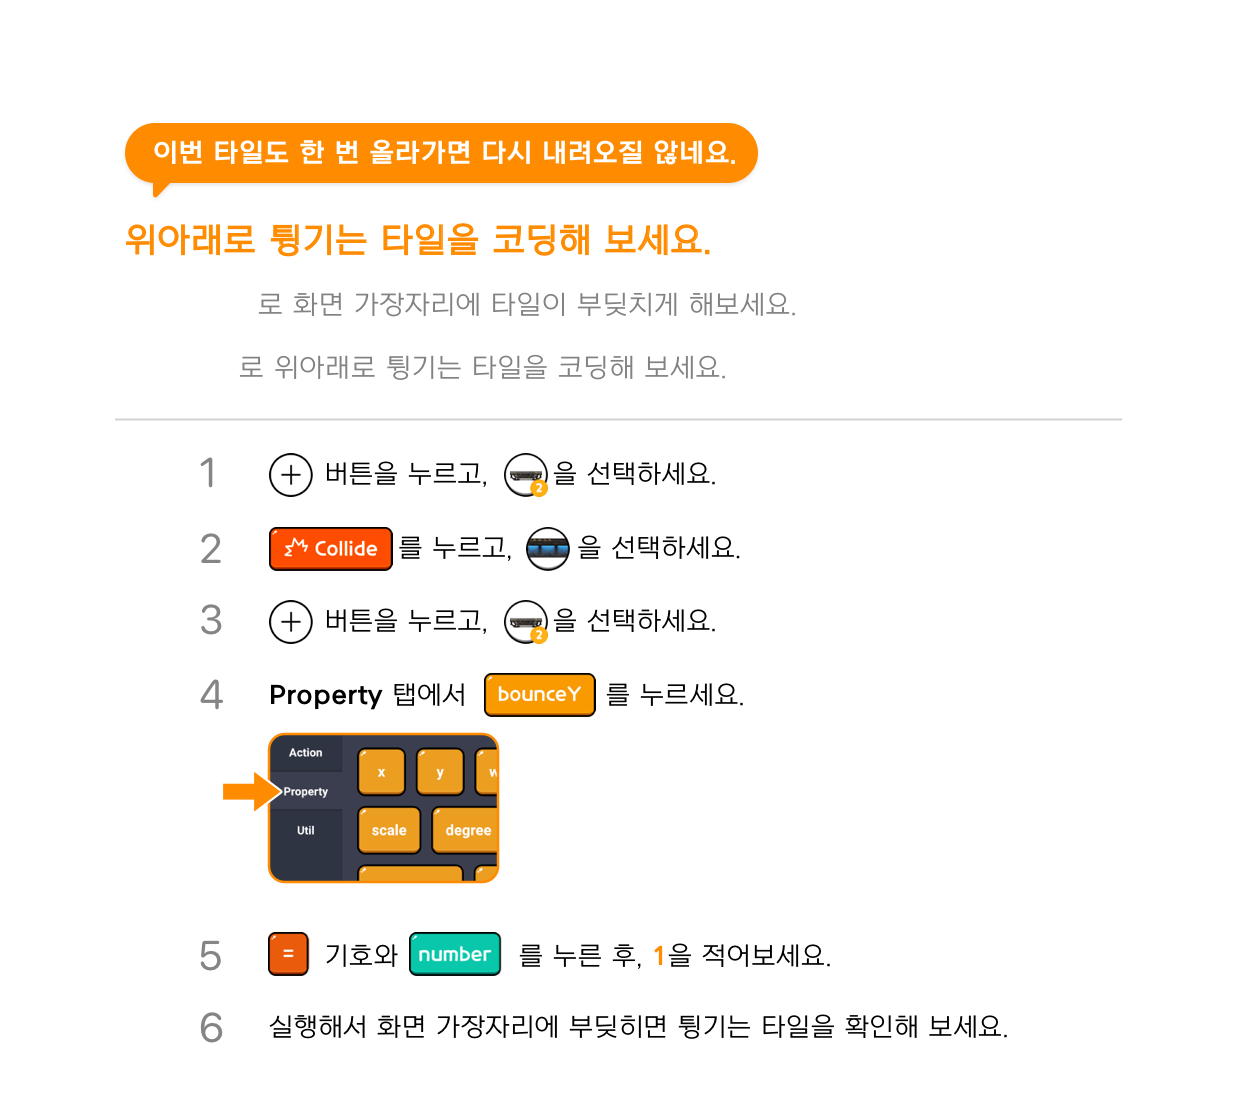 이번 타일도 한 번 올라가면 다시 내려오질 않네요.
위아래로 튕기는 타일을 코딩해 보세요.
로 화면 가장자리에 타일이 부딪치게 해보세요.
로 위아래로 튕기는 타일을 코딩해 보세요.
1 + 버튼을 누르고, 2 을 선택하세요.
2 Collide 를 누르고, 을 선택하세요.
3 + 버튼을 누르고, 2 을 선택하세요.
4 Property 탭에서 bounceY 를 누르세요.
Action
x y w
Property
Util scale degree
5 = 기호와 number 를 누른 후, 1을 적어보세요.
6 실행해서 화면 가장자리에 부딪히면 튕기는 타일을 확인해 보세요.